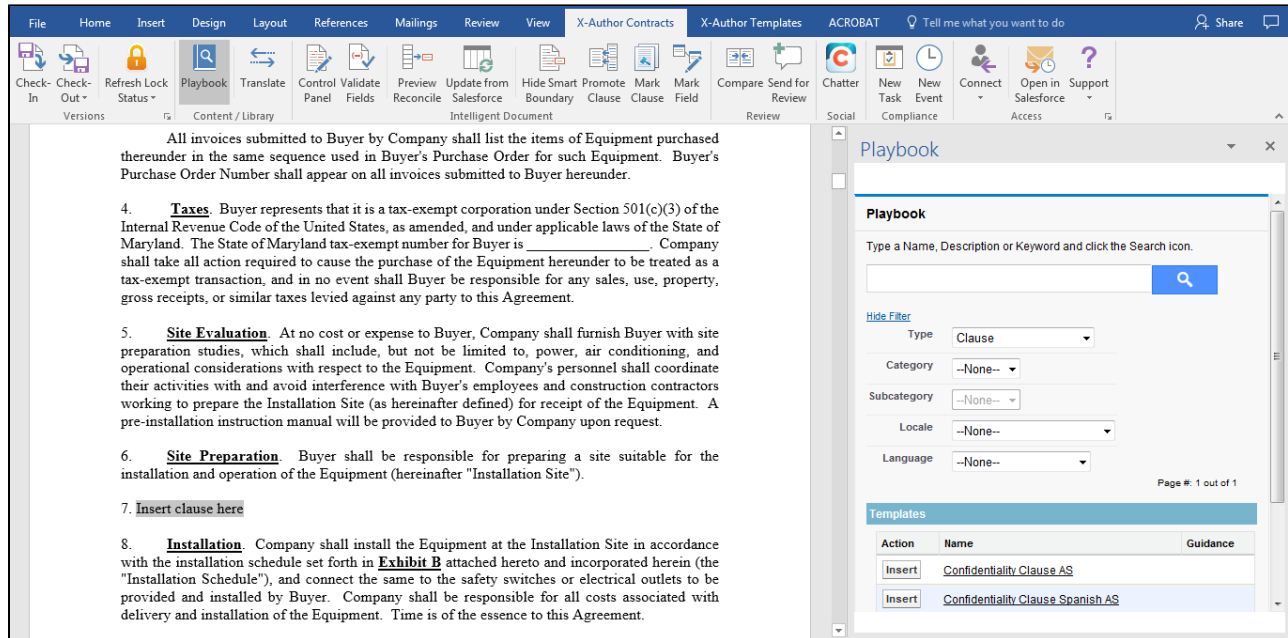 File Home Insert Design Layout References Mailings Review View X-Author Contracts X-Author Templates ACROBAT Tell me what you want to do Share
Check-In Check-Out Refresh Lock Status Playbook Translate Control Panel Validate Fields Preview Reconcile Update from Salesforce Hide Smart Boundary Promote Clause Mark Clause Mark Field Compare Send for Review Chatter New Task New Event Connect Open in Salesforce Support
Versions Content / Library Intelligent Document Review Social Compliance Access
All invoices submitted to Buyer by Company shall list the items of Equipment purchased
thereunder in the same sequence used in Buyer's Purchase Order for such Equipment. Buyer's
Purchase Order Number shall appear on all invoices submitted to Buyer hereunder.
4. Taxes. Buyer represents that it is a tax-exempt corporation under Section 501(c)(3) of the
Internal Revenue Code of the United States, as amended, and under applicable laws of the State of
Maryland. The State of Maryland tax-exempt number for Buyer is ________________. Company
shall take all action required to cause the purchase of the Equipment hereunder to be treated as a
tax-exempt transaction, and in no event shall Buyer be responsible for any sales, use, property,
gross receipts, or similar taxes levied against any party to this Agreement.
5. Site Evaluation. At no cost or expense to Buyer, Company shall furnish Buyer with site
preparation studies, which shall include, but not be limited to, power, air conditioning, and
operational considerations with respect to the Equipment. Company's personnel shall coordinate
their activities with and avoid interference with Buyer's employees and construction contractors
working to prepare the Installation Site (as hereinafter defined) for receipt of the Equipment. A
pre-installation instruction manual will be provided to Buyer by Company upon request.
6. Site Preparation. Buyer shall be responsible for preparing a site suitable for the
installation and operation of the Equipment (hereinafter "Installation Site").
7. Insert clause here
8. Installation. Company shall install the Equipment at the Installation Site in accordance
with the installation schedule set forth in Exhibit B attached hereto and incorporated herein (the
"Installation Schedule"), and connect the same to the safety switches or electrical outlets to be
provided and installed by Buyer. Company shall be responsible for all costs associated with
delivery and installation of the Equipment. Time is of the essence to this Agreement.
Playbook
Playbook
Type a Name, Description or Keyword and click the Search icon.
Hide Filter
Type Clause
Category --None--
Subcategory --None--
Locale --None--
Language --None--
Page #: 1 out of 1
Templates
Action Name Guidance
Insert Confidentiality Clause AS
Insert Confidentiality Clause Spanish AS